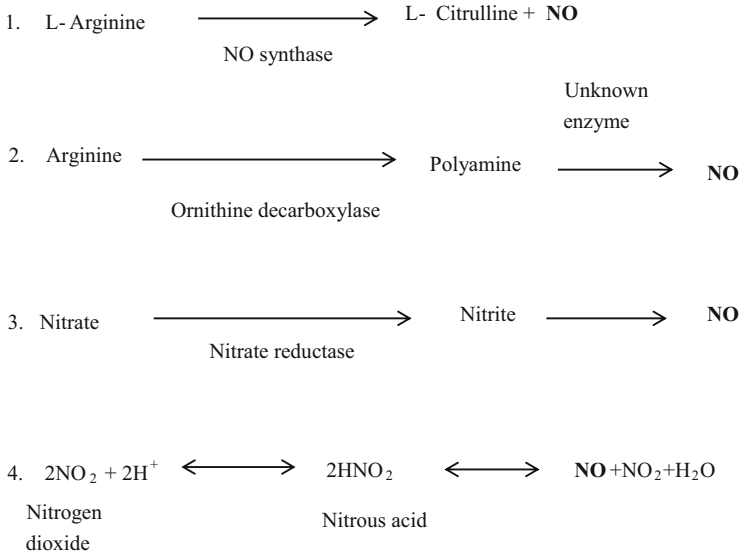 1. L-Arginine L- Citrulline + NO
NO synthase
Unknown
enzyme
2. Arginine Polyamine NO
Ornithine decarboxylase
3. Nitrate Nitrite NO
Nitrate reductase
4. 2NO₂ + 2H⁺ 2HNO₂ NO+NO₂+H₂O
Nitrogen
dioxide
Nitrous acid